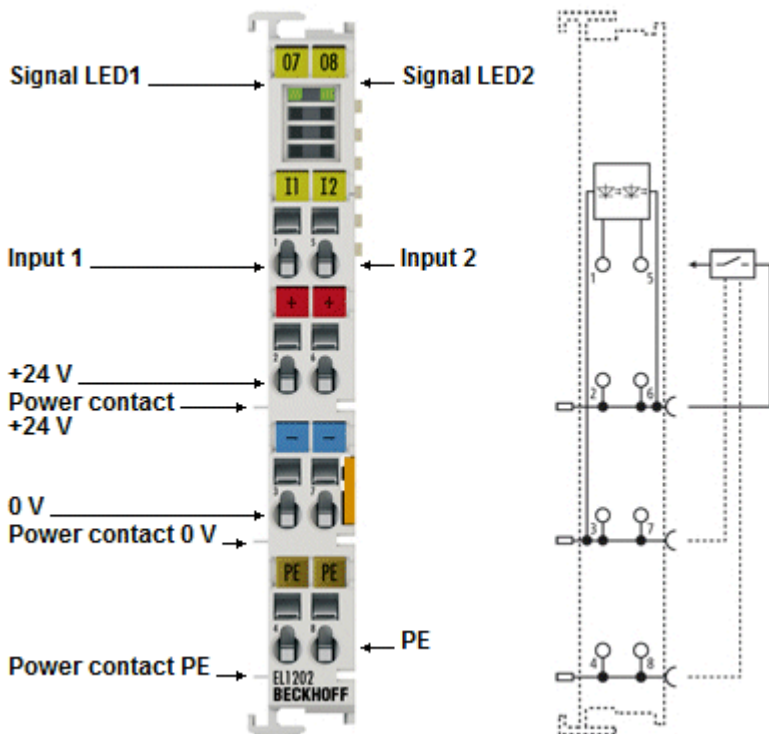 Signal LED1
07 08
Signal LED2
I1 I2
Input 1
1 5
Input 2
1 5
+ +
2 6
+24 V
Power contact
+24 V
2 6
- -
3 7
0 V
Power contact 0 V
3 7
PE PE
4 8
PE
Power contact PE
4 8
EL1202
BECKHOFF